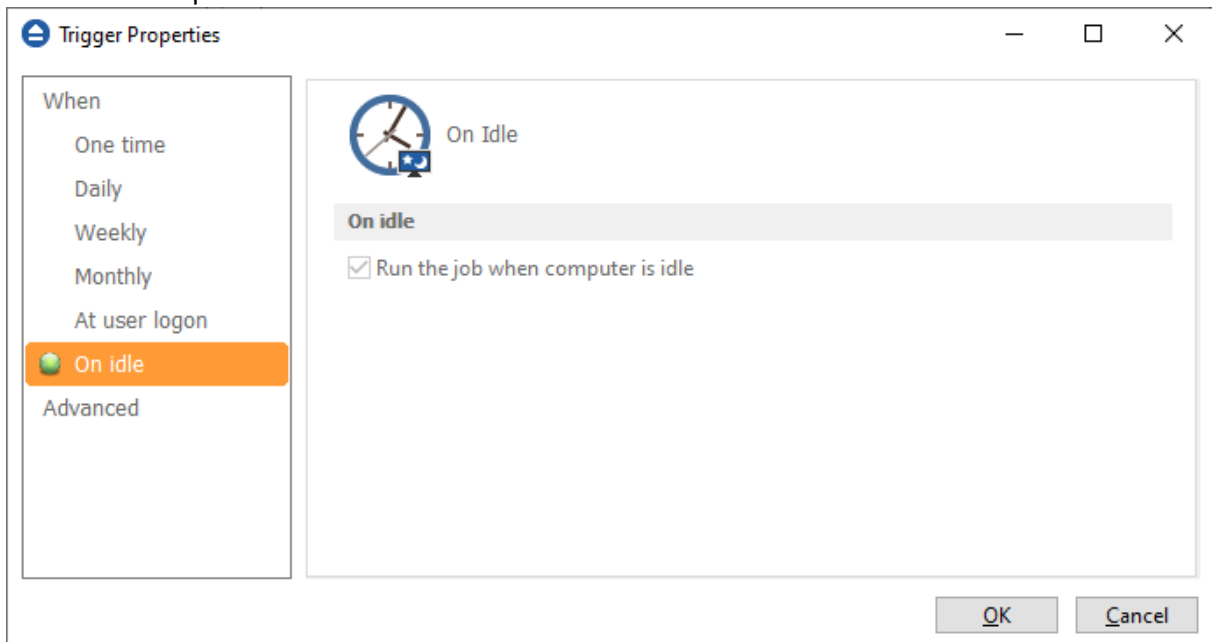 Trigger Properties
When
One time
Daily
Weekly
Monthly
At user logon
On idle
Advanced
On Idle
On idle
Run the job when computer is idle
OK
Cancel